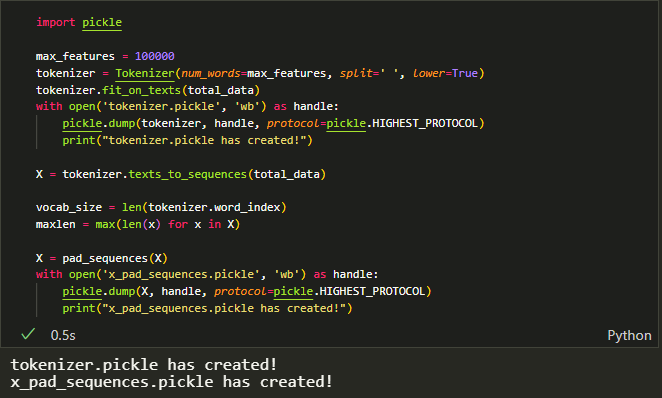 import pickle
max_features = 100000
tokenizer = Tokenizer(num_words=max_features, split=' ', lower=True)
tokenizer.fit_on_texts(total_data)
with open('tokenizer.pickle', 'wb') as handle:
    pickle.dump(tokenizer, handle, protocol=pickle.HIGHEST_PROTOCOL)
    print("tokenizer.pickle has created!")
X = tokenizer.texts_to_sequences(total_data)
vocab_size = len(tokenizer.word_index)
maxlen = max(len(x) for x in X)
X = pad_sequences(X)
with open('x_pad_sequences.pickle', 'wb') as handle:
    pickle.dump(X, handle, protocol=pickle.HIGHEST_PROTOCOL)
    print("x_pad_sequences.pickle has created!")
0.5s Python
tokenizer.pickle has created!
x_pad_sequences.pickle has created!